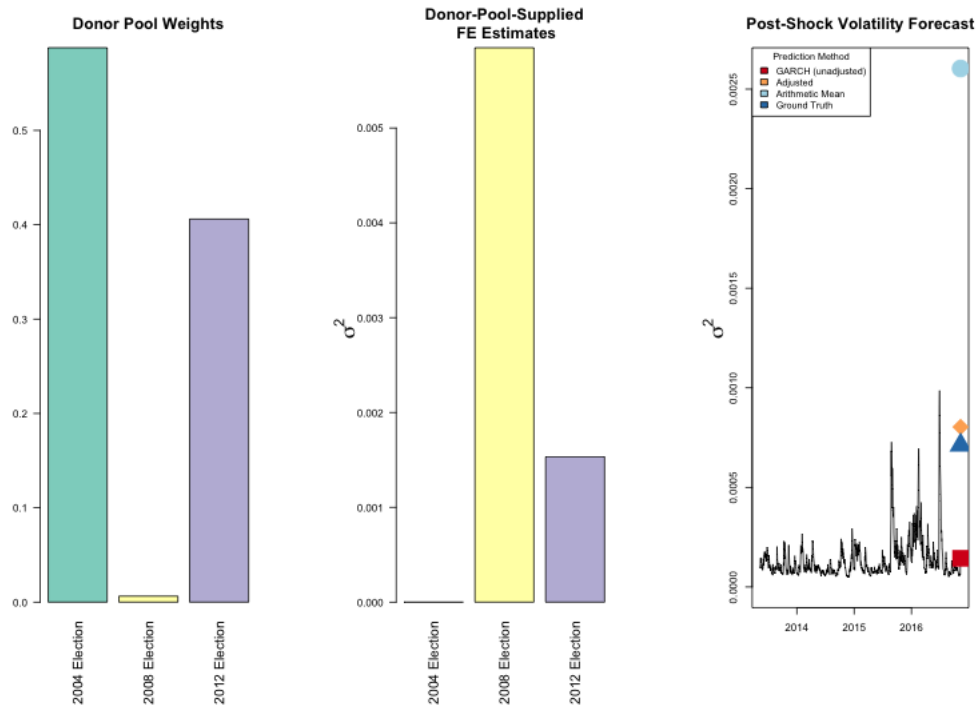 Donor Pool Weights
0.5
0.4
0.3
0.2
0.1
0.0
2004 Election
2008 Election
2012 Election
Donor-Pool-Supplied
FE Estimates
σ²
0.005
0.004
0.003
0.002
0.001
0.000
2004 Election
2008 Election
2012 Election
Post-Shock Volatility Forecast
Prediction Method
GARCH (unadjusted)
Adjusted
Arithmetic Mean
Ground Truth
σ²
0.0025
0.0020
0.0015
0.0010
0.0005
0.0000
2014
2015
2016